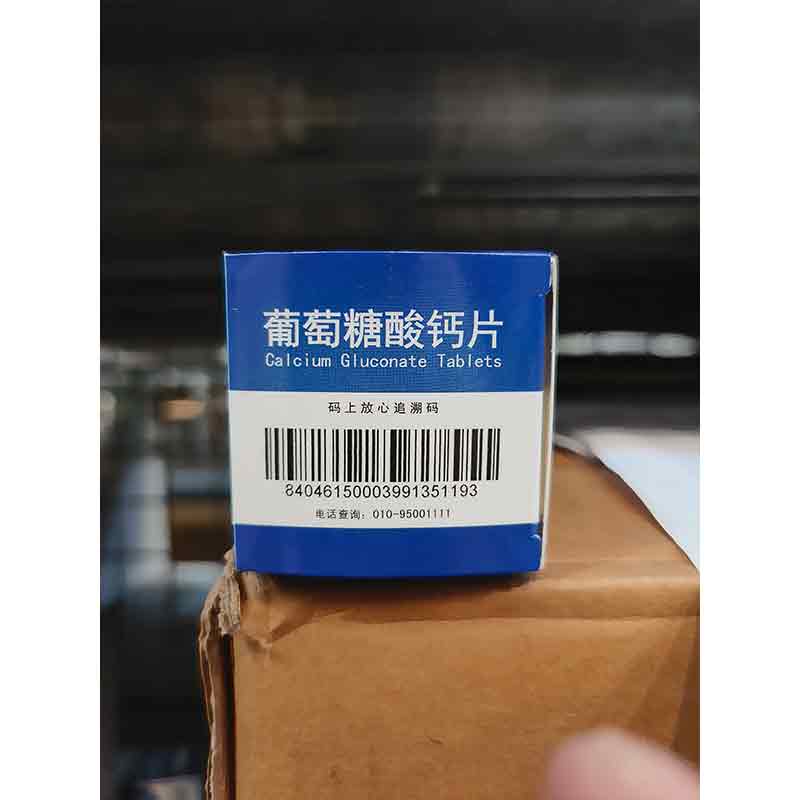 葡萄糖酸钙片
Calcium Gluconate Tablets
码上放心追溯码
84046150003991351193
电话查询：010-95001111